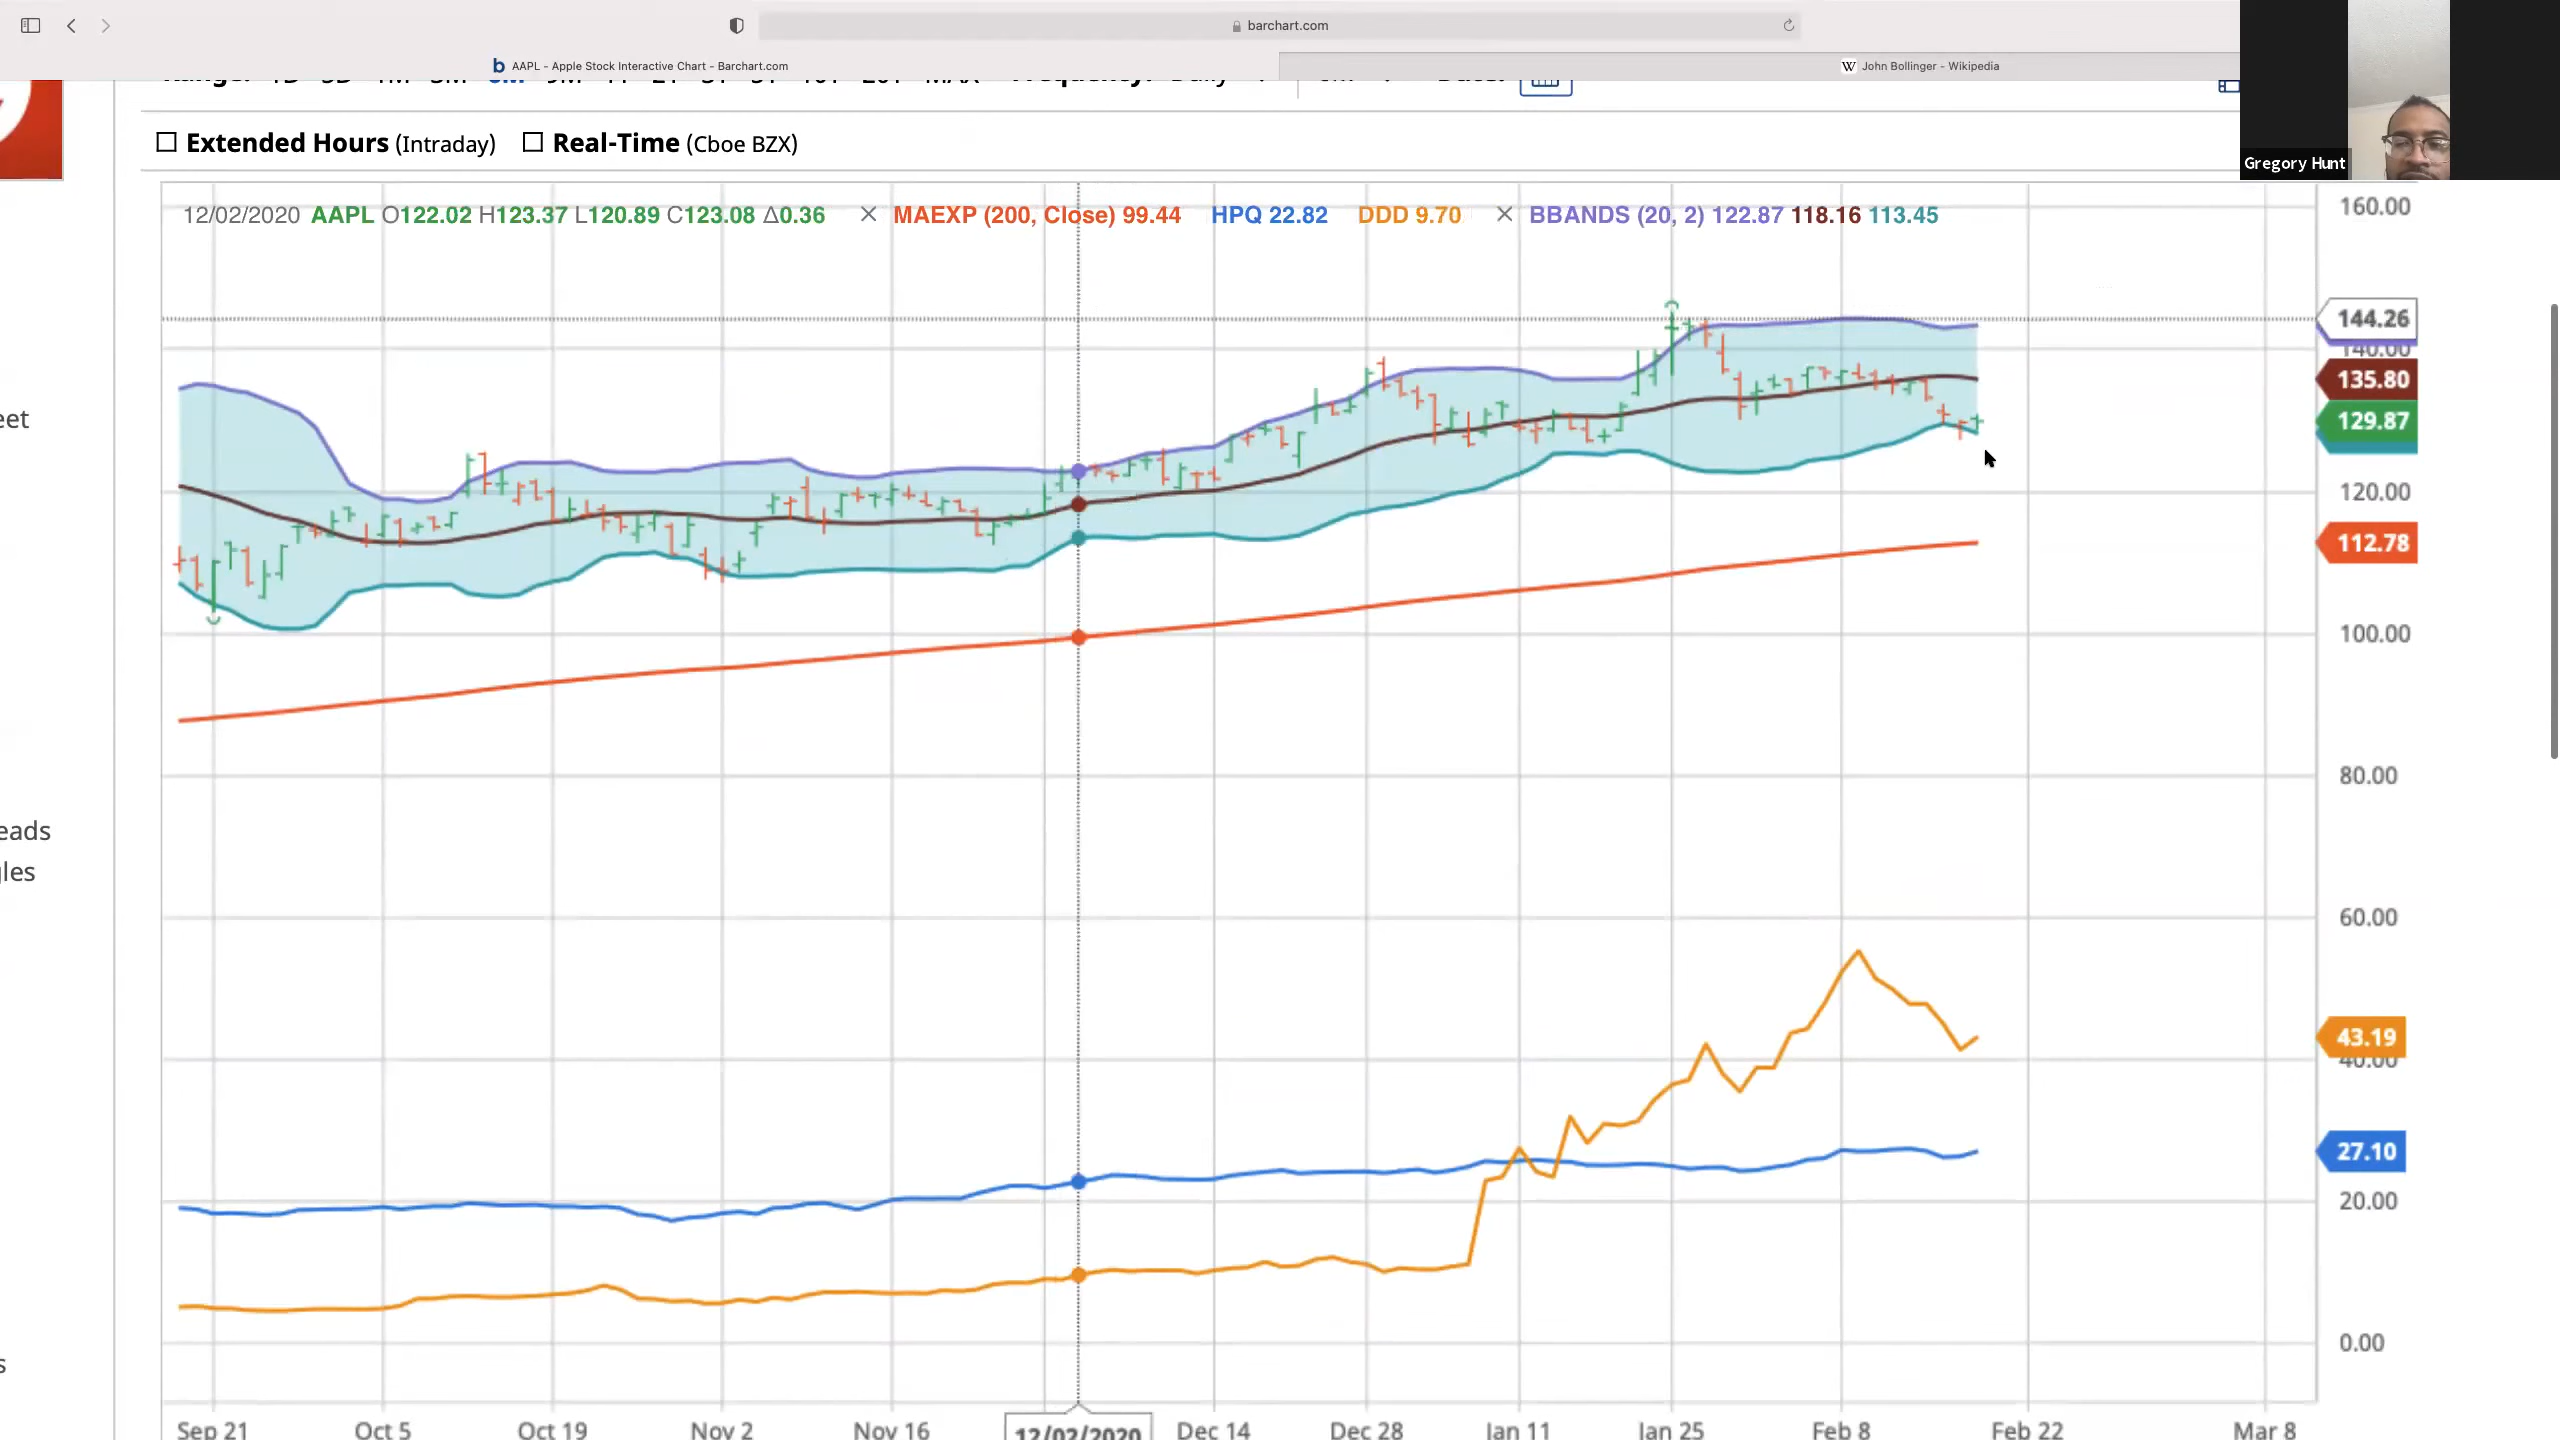 barchart.com
AAPL - Apple Stock Interactive Chart - Barchart.com
W John Bollinger - Wikipedia
Extended Hours (Intraday) Real-Time (Cboe BZX)
Gregory Hunt
12/02/2020 AAPL O122.02 H123.37 L120.89 C123.08 Δ0.36 × MAEXP (200, Close) 99.44 HPQ 22.82 DDD 9.70 × BBANDS (20, 2) 122.87 118.16 113.45
160.00
144.26
140.00
135.80
129.87
120.00
112.78
100.00
80.00
60.00
43.19
40.00
27.10
20.00
0.00
eet
eads
gles
s
Sep 21 Oct 5 Oct 19 Nov 2 Nov 16 12/02/2020 Dec 14 Dec 28 Jan 11 Jan 25 Feb 8 Feb 22 Mar 8